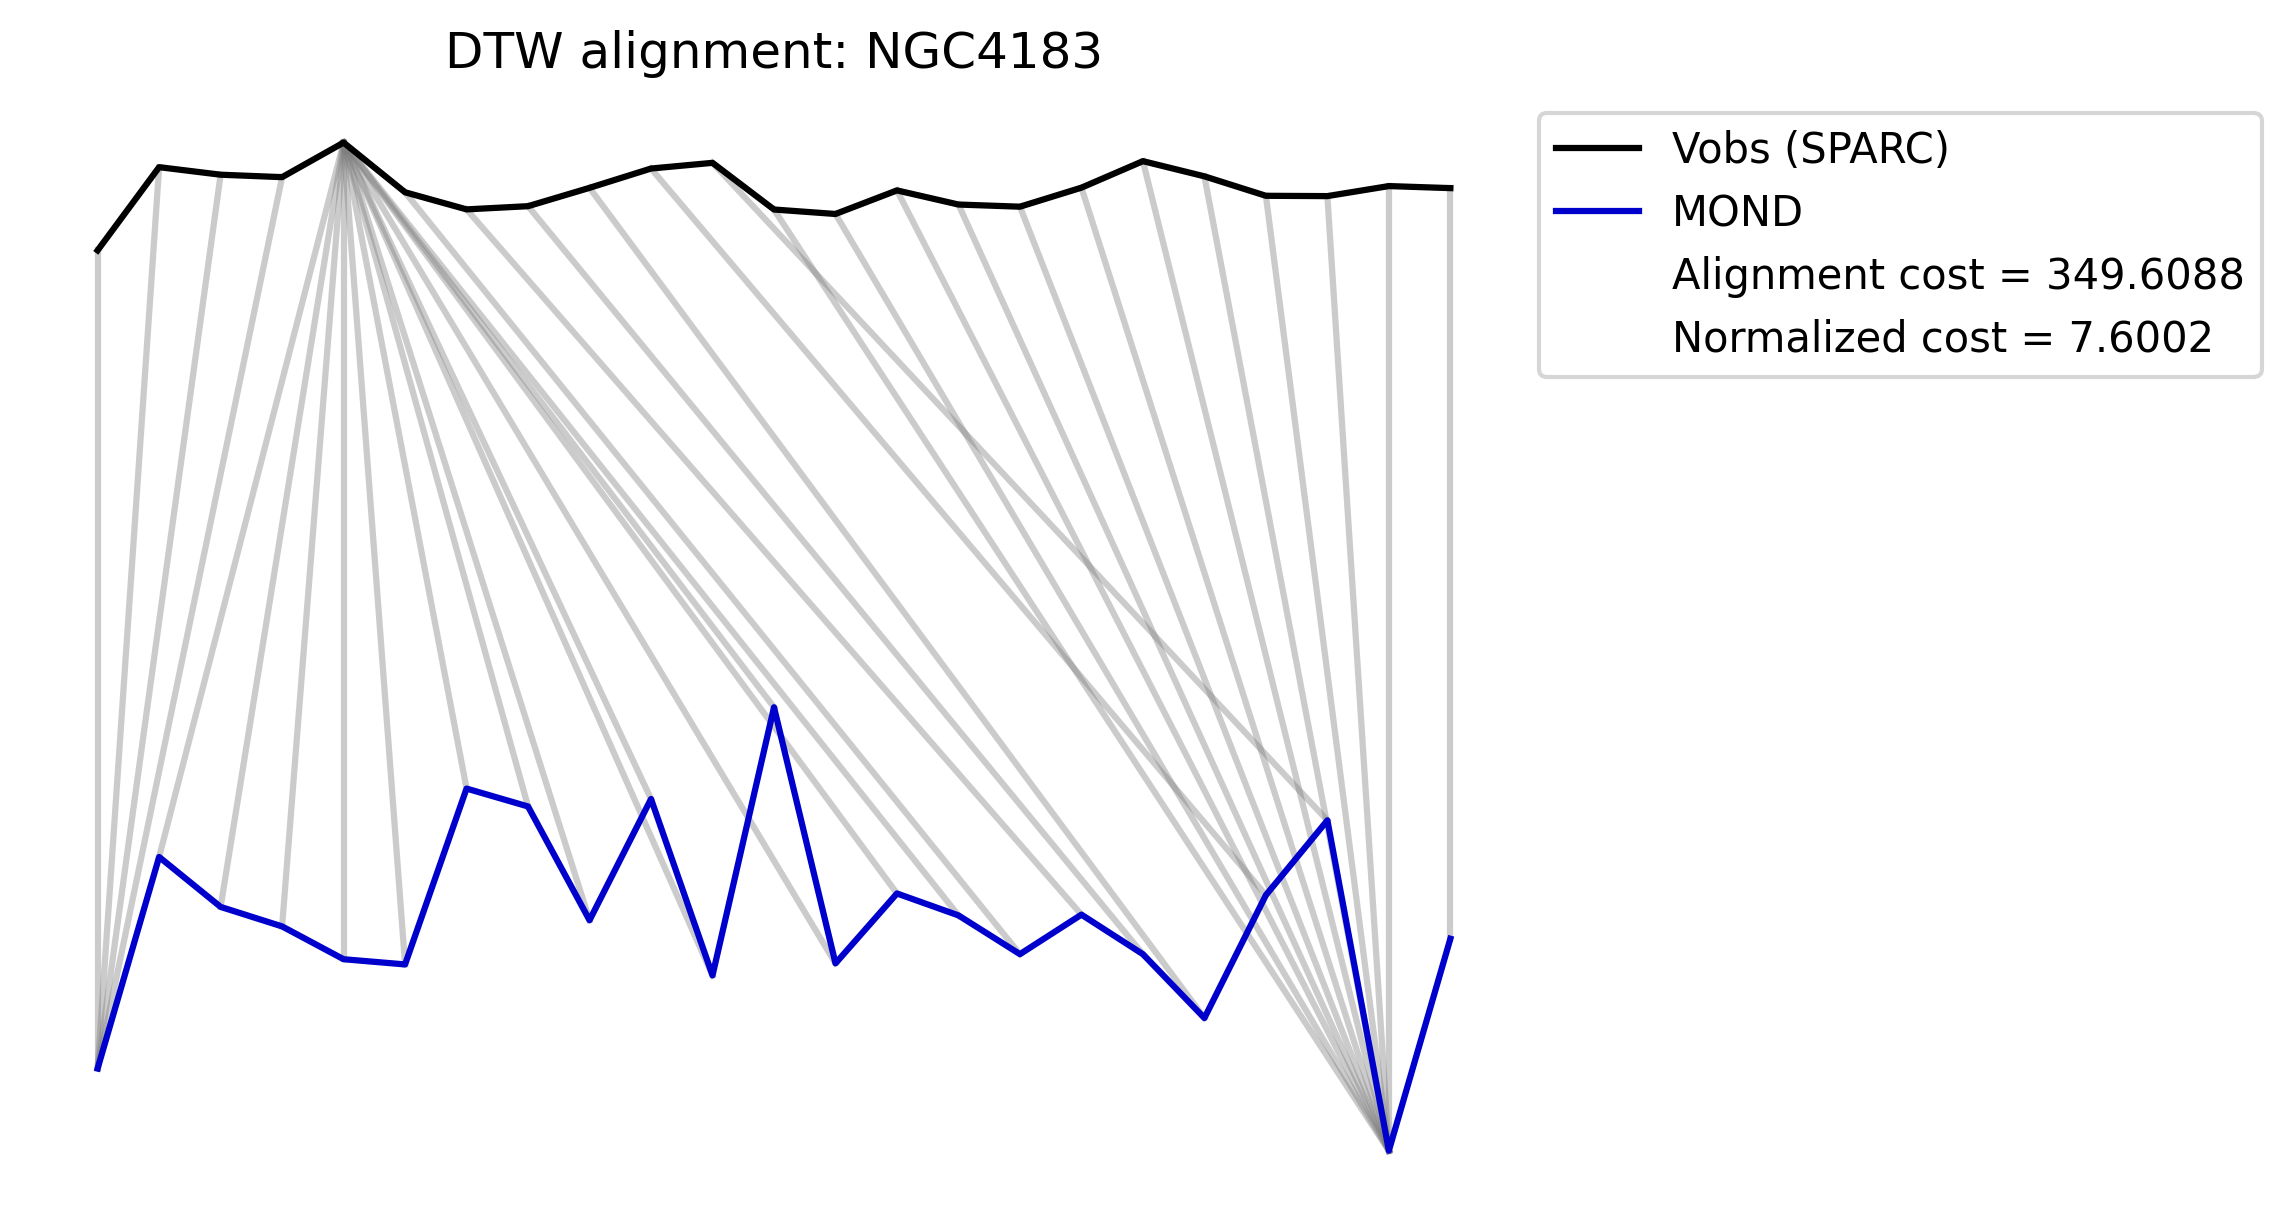 DTW alignment: NGC4183
Vobs (SPARC)
MOND
Alignment cost = 349.6088
Normalized cost = 7.6002